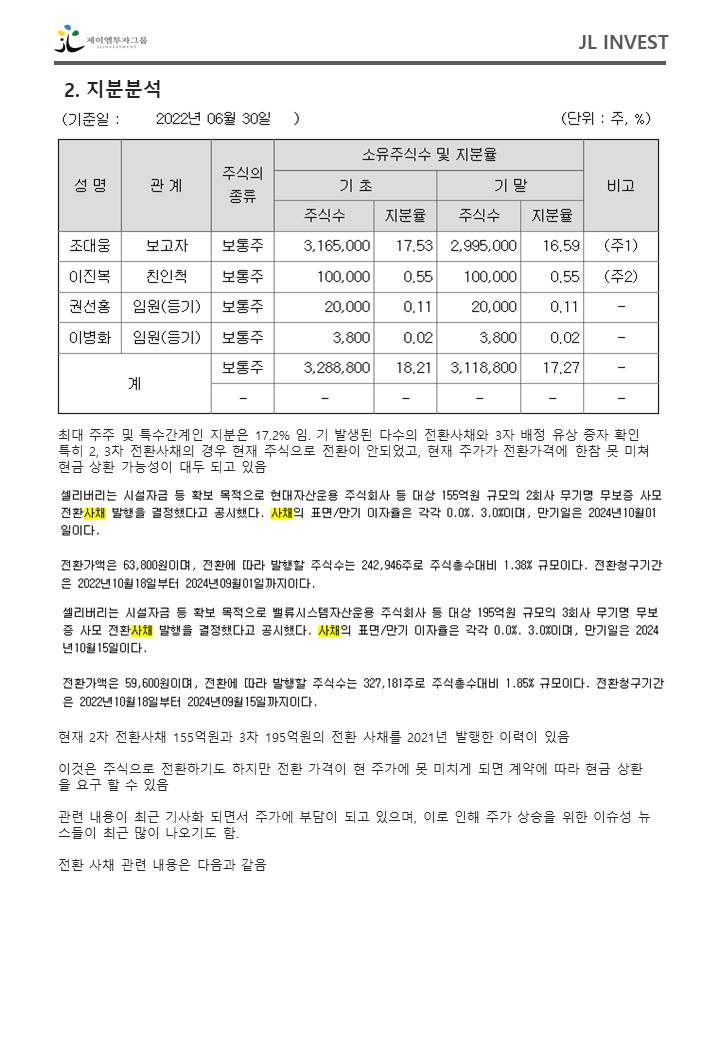 제이엘투자그룹
JLINVESTMENT
JL INVEST
2. 지분분석
(기준일 : 2022년 06월 30일 )
(단위 : 주, %)
성 명 관 계 주식의 종류 소유주식수 및 지분율 비고
기 초 기 말
주식수 지분율 주식수 지분율
조대웅 보고자 보통주 3,165,000 17.53 2,995,000 16.59 (주1)
이진복 친인척 보통주 100,000 0.55 100,000 0.55 (주2)
권선홍 임원(등기) 보통주 20,000 0.11 20,000 0.11 -
이병화 임원(등기) 보통주 3,800 0.02 3,800 0.02 -
계 보통주 3,288,800 18.21 3,118,800 17.27 -
- - - - - -
최대 주주 및 특수간계인 지분은 17.2% 임. 기 발생된 다수의 전환사채와 3자 배정 유상 증자 확인
특히 2, 3차 전환사채의 경우 현재 주식으로 전환이 안되었고, 현재 주가가 전환가격에 한참 못 미쳐
현금 상환 가능성이 대두 되고 있음
셀리버리는 시설자금 등 확보 목적으로 현대자산운용 주식회사 등 대상 155억원 규모의 2회사 무기명 무보증 사모
전환사채 발행을 결정했다고 공시했다. 사채의 표면/만기 이자율은 각각 0.0%. 3.0%이며, 만기일은 2024년10월01
일이다.
전환가액은 63,800원이며, 전환에 따라 발행할 주식수는 242,946주로 주식총수대비 1.38% 규모이다. 전환청구기간
은 2022년10월18일부터 2024년09월01일까지이다.
셀리버리는 시설자금 등 확보 목적으로 밸류시스템자산운용 주식회사 등 대상 195억원 규모의 3회사 무기명 무보
증 사모 전환사채 발행을 결정했다고 공시했다. 사채의 표면/만기 이자율은 각각 0.0%. 3.0%이며, 만기일은 2024
년10월15일이다.
전환가액은 59,600원이며, 전환에 따라 발행할 주식수는 327,181주로 주식총수대비 1.85% 규모이다. 전환청구기간
은 2022년10월18일부터 2024년09월15일까지이다.
현재 2차 전환사채 155억원과 3차 195억원의 전환 사채를 2021년 발행한 이력이 있음
이것은 주식으로 전환하기도 하지만 전환 가격이 현 주가에 못 미치게 되면 계약에 따라 현금 상환
을 요구 할 수 있음
관련 내용이 최근 기사화 되면서 주가에 부담이 되고 있으며, 이로 인해 주가 상승을 위한 이슈성 뉴
스들이 최근 많이 나오기도 함.
전환 사채 관련 내용은 다음과 같음